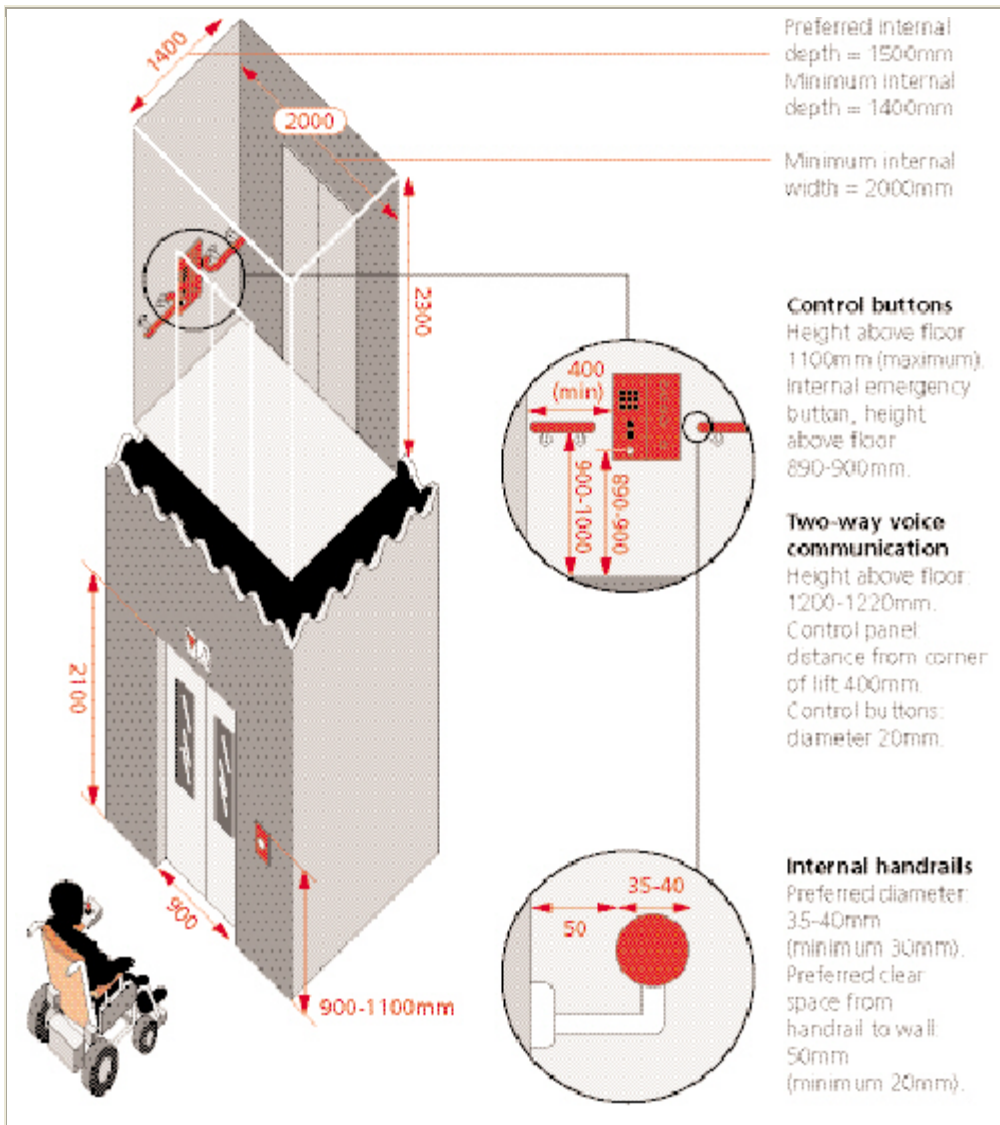 1400
2000
2300
2100
900
900-1100mm
Preferred internal
depth = 1500mm
Minimum internal
depth = 1400mm
Minimum internal
width = 2000mm
400
(min)
900-1000
890-900
Control buttons
Height above floor
1100mm (maximum).
Internal emergency
button, height
above floor
890-900mm.
Two-way voice
communication
Height above floor:
1200-1220mm.
Control panel:
distance from corner
of lift 400mm.
Control buttons:
diameter 20mm.
35-40
50
Internal handrails
Preferred diameter:
35-40mm
(minimum 30mm).
Preferred clear
space from
handrail to wall:
50mm
(minimum 20mm).